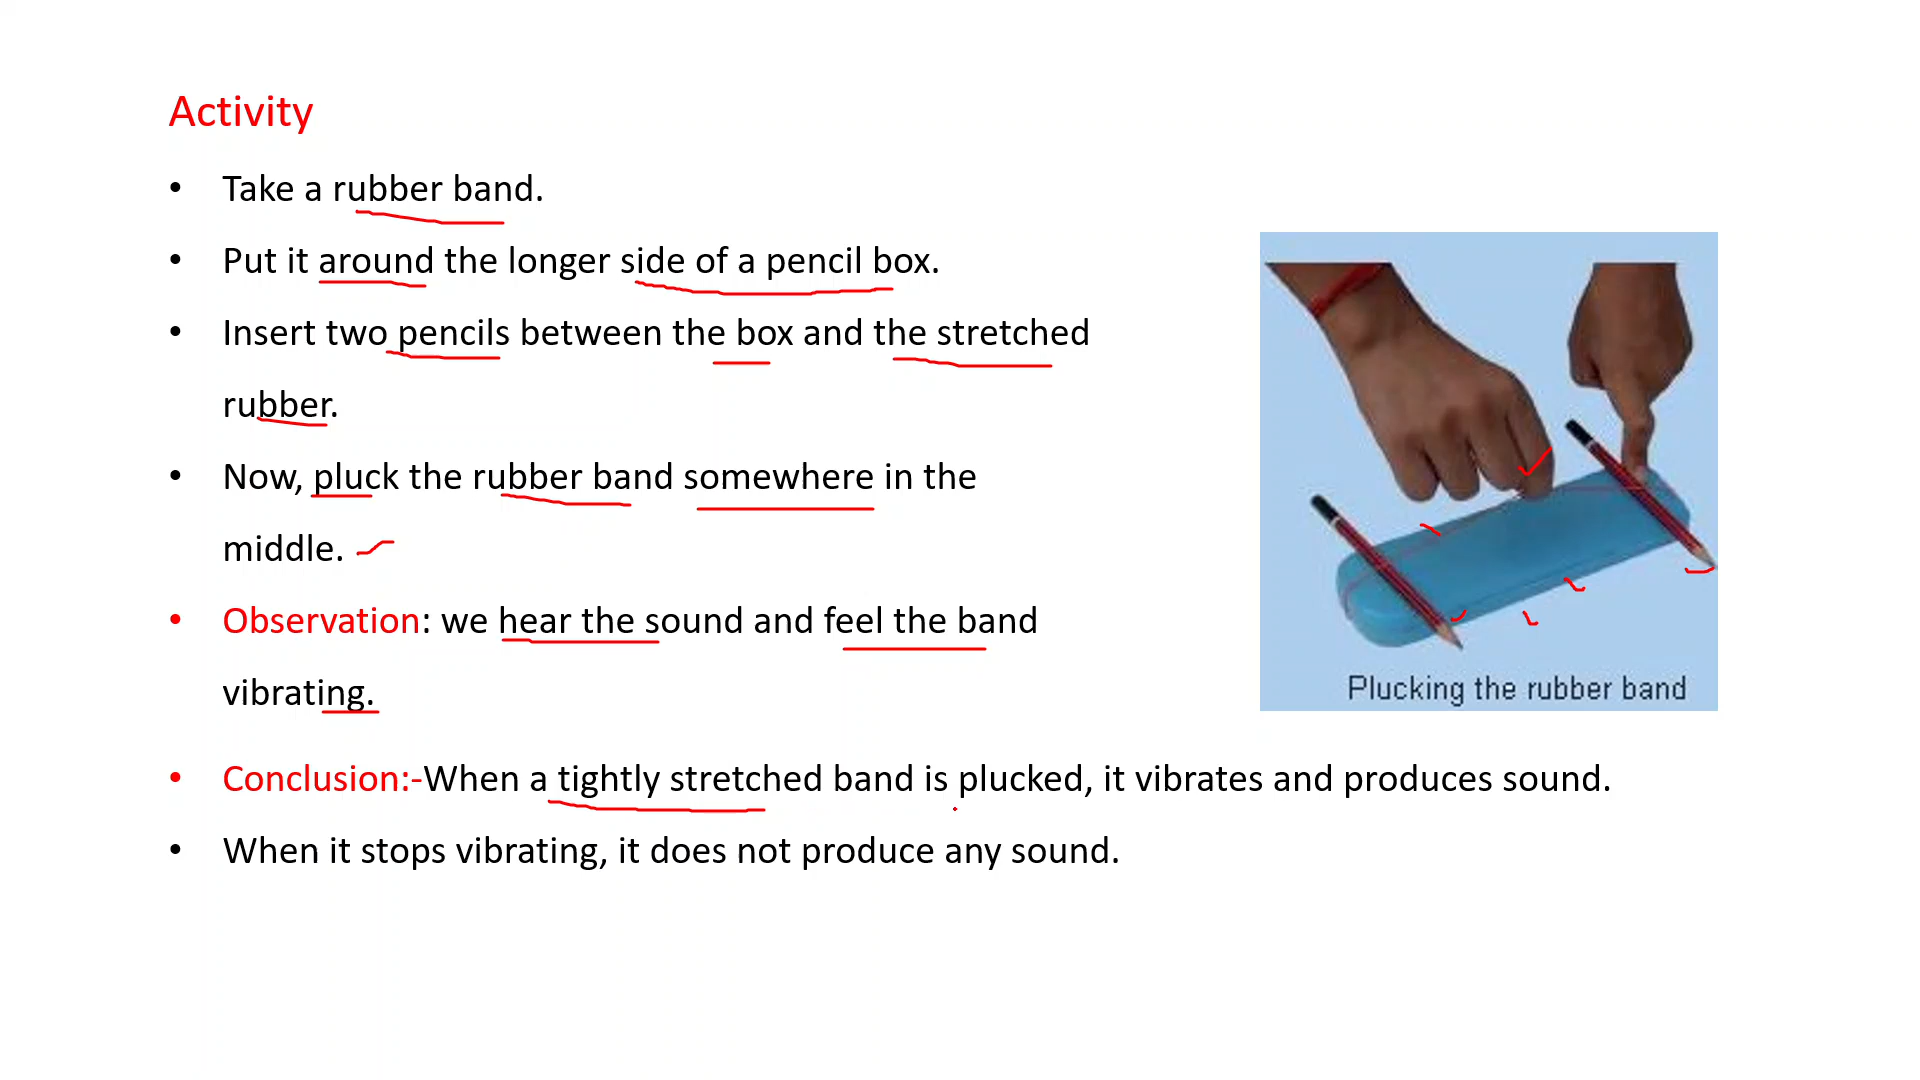 Activity
• Take a rubber band.
• Put it around the longer side of a pencil box.
• Insert two pencils between the box and the stretched
rubber.
• Now, pluck the rubber band somewhere in the
middle.
• Observation: we hear the sound and feel the band
vibrating.
Plucking the rubber band
• Conclusion:-When a tightly stretched band is plucked, it vibrates and produces sound.
• When it stops vibrating, it does not produce any sound.